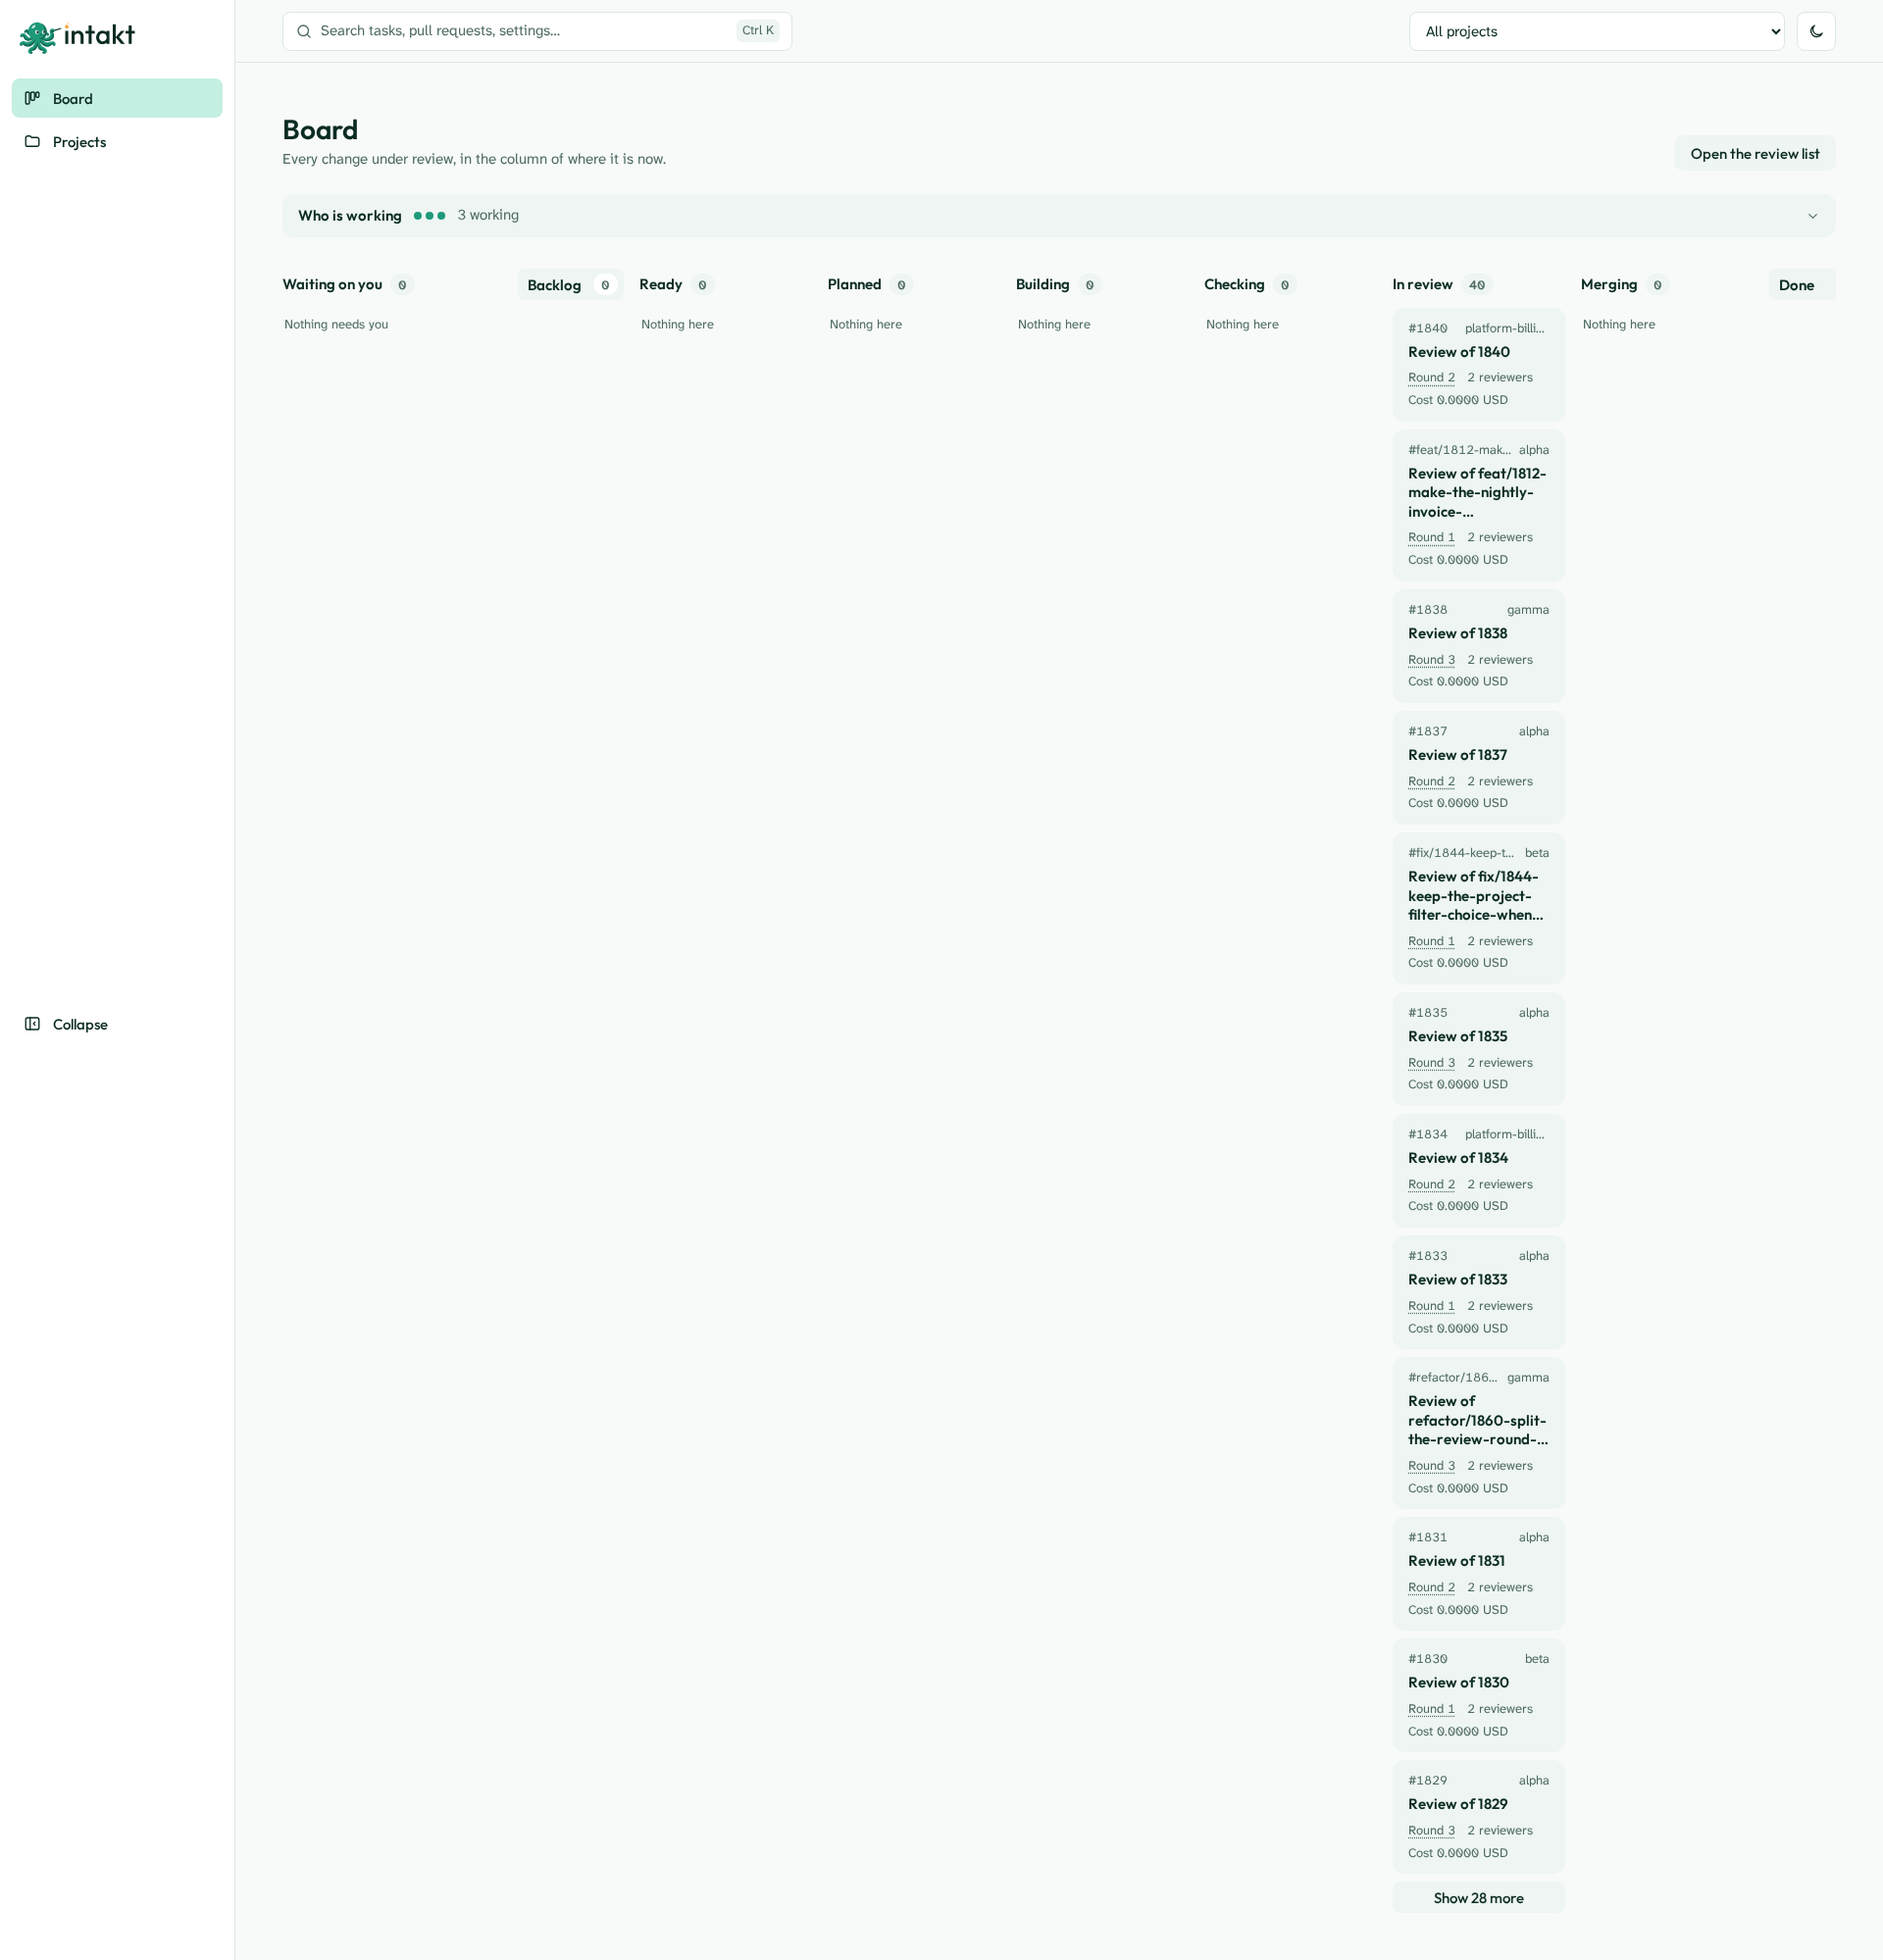 intakt
Search tasks, pull requests, settings...
Ctrl K
All projects
Board
Projects
Collapse
Board
Every change under review, in the column of where it is now.
Open the review list
Who is working
3 working
Waiting on you 0
Nothing needs you
Backlog 0
Ready 0
Nothing here
Planned 0
Nothing here
Building 0
Nothing here
Checking 0
Nothing here
In review 40
#1840 platform-billi...
Review of 1840
Round 2 2 reviewers
Cost 0.0000 USD
#feat/1812-mak... alpha
Review of feat/1812-
make-the-nightly-
invoice-...
Round 1 2 reviewers
Cost 0.0000 USD
#1838 gamma
Review of 1838
Round 3 2 reviewers
Cost 0.0000 USD
#1837 alpha
Review of 1837
Round 2 2 reviewers
Cost 0.0000 USD
#fix/1844-keep-t... beta
Review of fix/1844-
keep-the-project-
filter-choice-when...
Round 1 2 reviewers
Cost 0.0000 USD
#1835 alpha
Review of 1835
Round 3 2 reviewers
Cost 0.0000 USD
#1834 platform-billi...
Review of 1834
Round 2 2 reviewers
Cost 0.0000 USD
#1833 alpha
Review of 1833
Round 1 2 reviewers
Cost 0.0000 USD
#refactor/186... gamma
Review of
refactor/1860-split-
the-review-round-...
Round 3 2 reviewers
Cost 0.0000 USD
#1831 alpha
Review of 1831
Round 2 2 reviewers
Cost 0.0000 USD
#1830 beta
Review of 1830
Round 1 2 reviewers
Cost 0.0000 USD
#1829 alpha
Review of 1829
Round 3 2 reviewers
Cost 0.0000 USD
Show 28 more
Merging 0
Nothing here
Done